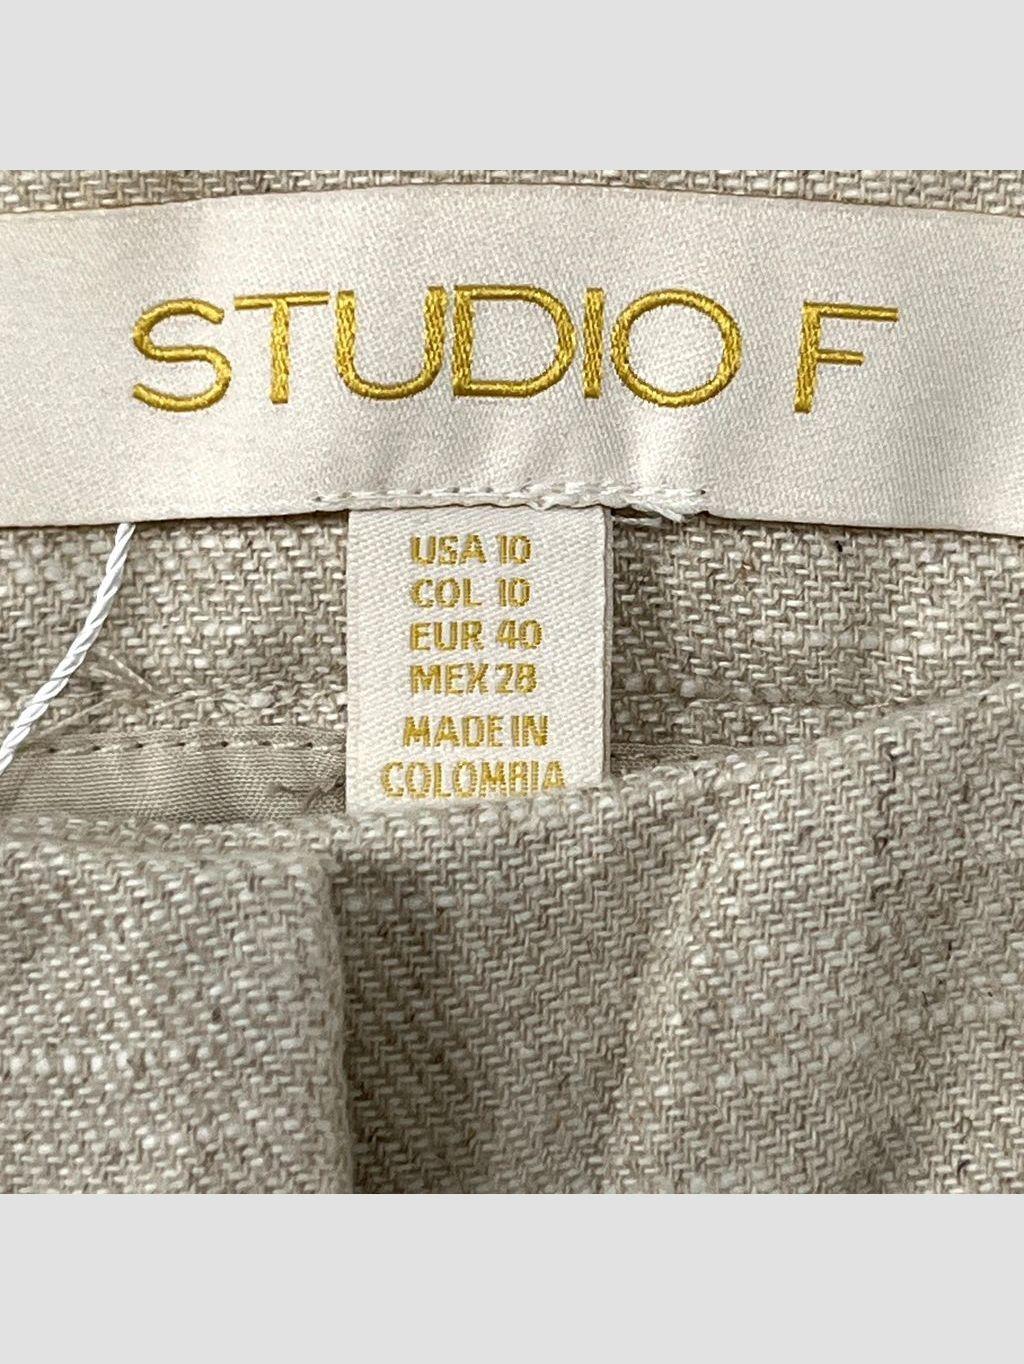 STUDIO F
USA 10
COL 10
EUR 40
MEX 28
MADE IN
COLOMBIA